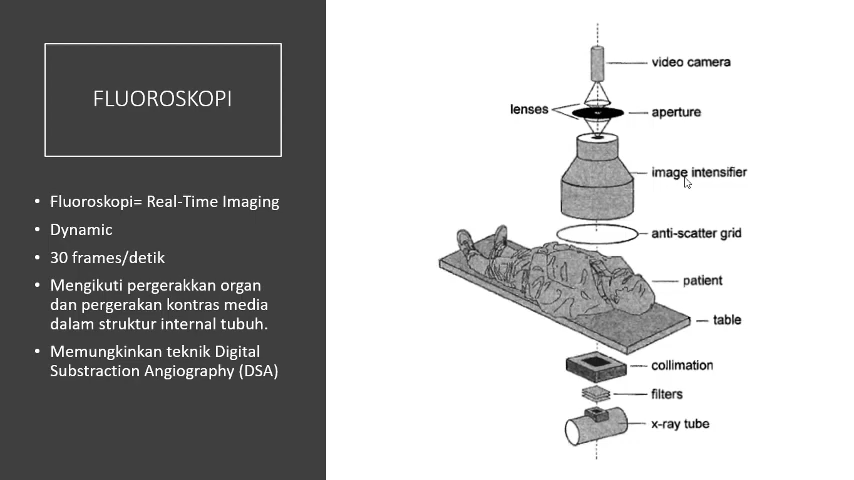 FLUOROSKOPI
• Fluoroskopi= Real-Time Imaging
• Dynamic
• 30 frames/detik
• Mengikuti pergerakkan organ
dan pergerakan kontras media
dalam struktur internal tubuh.
• Memungkinkan teknik Digital
Substraction Angiography (DSA)
video camera
lenses
aperture
image intensifier
anti-scatter grid
patient
table
collimation
filters
x-ray tube